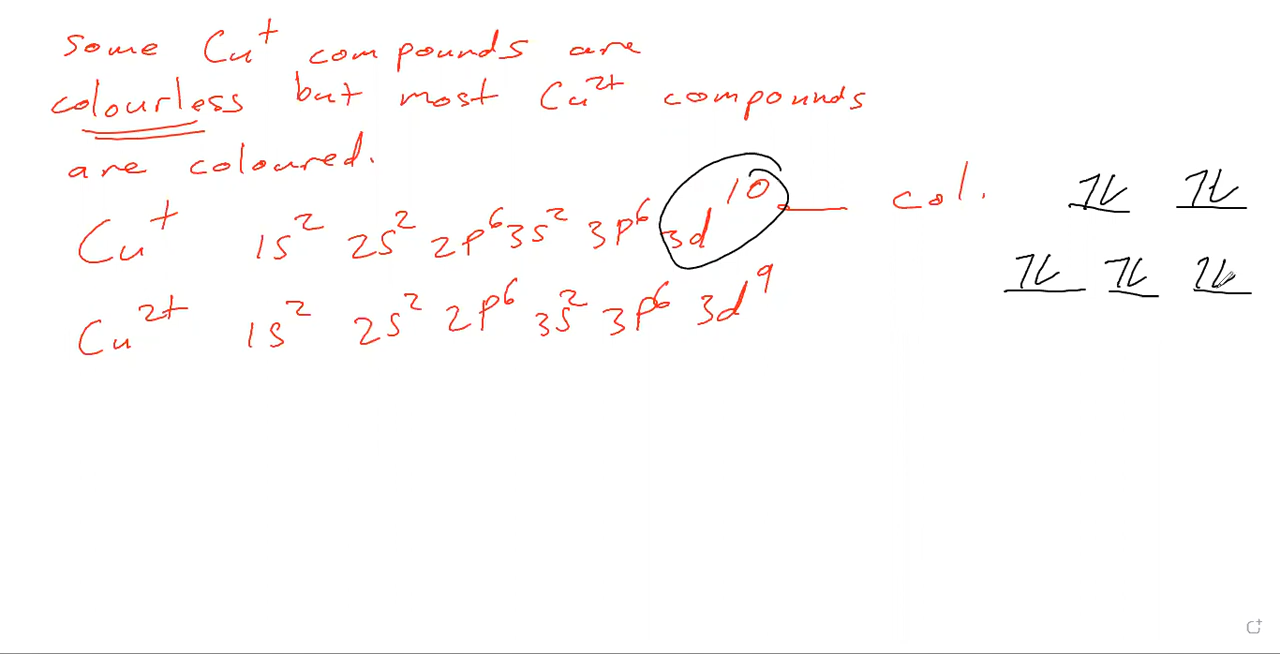 Some Cu⁺ compounds are
colourless but most Cu²⁺ compounds
are coloured.
Cu⁺ 1s² 2s² 2p⁶ 3s² 3p⁶ 3d¹⁰ col.
Cu²⁺ 1s² 2s² 2p⁶ 3s² 3p⁶ 3d⁹